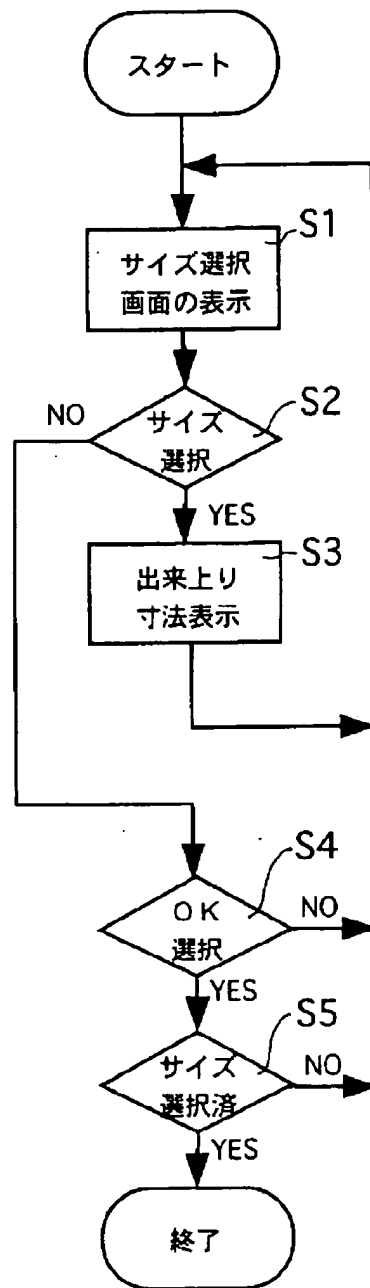 スタート
S1
サイズ選択
画面の表示
S2
NO
サイズ
選択
YES
S3
出来上り
寸法表示
S4
OK
選択
NO
YES
S5
サイズ
選択済
NO
YES
終了